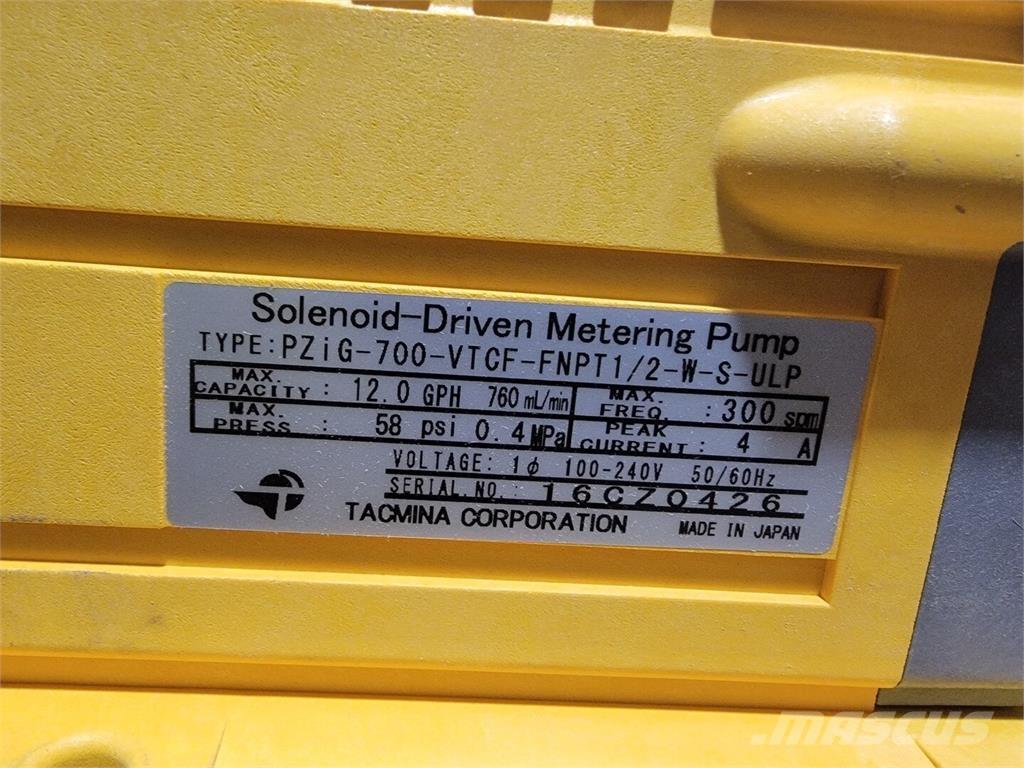 Solenoid-Driven Metering Pump
TYPE:PZiG-700-VTCF-FNPT1/2-W-S-ULP
MAX. CAPACITY : 12.0 GPH 760 mL/min
MAX. FREQ. : 300 spm
MAX. PRESS. : 58 psi 0.4 MPa
PEAK CURRENT : 4 A
VOLTAGE: 1ϕ 100-240V 50/60Hz
SERIAL.NO. : 16CZ0426
TACMINA CORPORATION MADE IN JAPAN
MASCUS